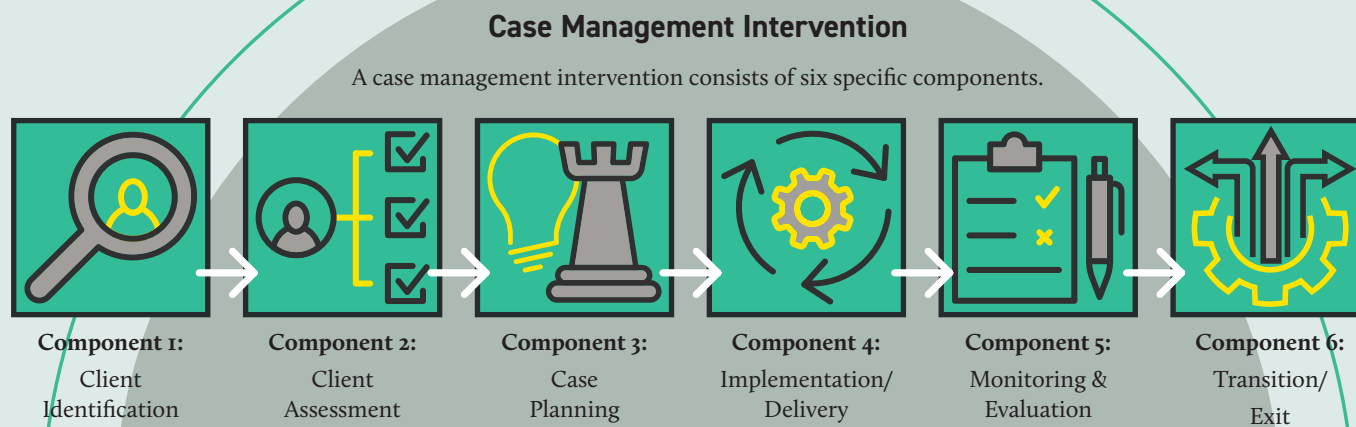 Case Management Intervention
A case management intervention consists of six specific components.
Component 1:
Client
Identification
Component 2:
Client
Assessment
Component 3:
Case
Planning
Component 4:
Implementation/
Delivery
Component 5:
Monitoring &
Evaluation
Component 6:
Transition/
Exit